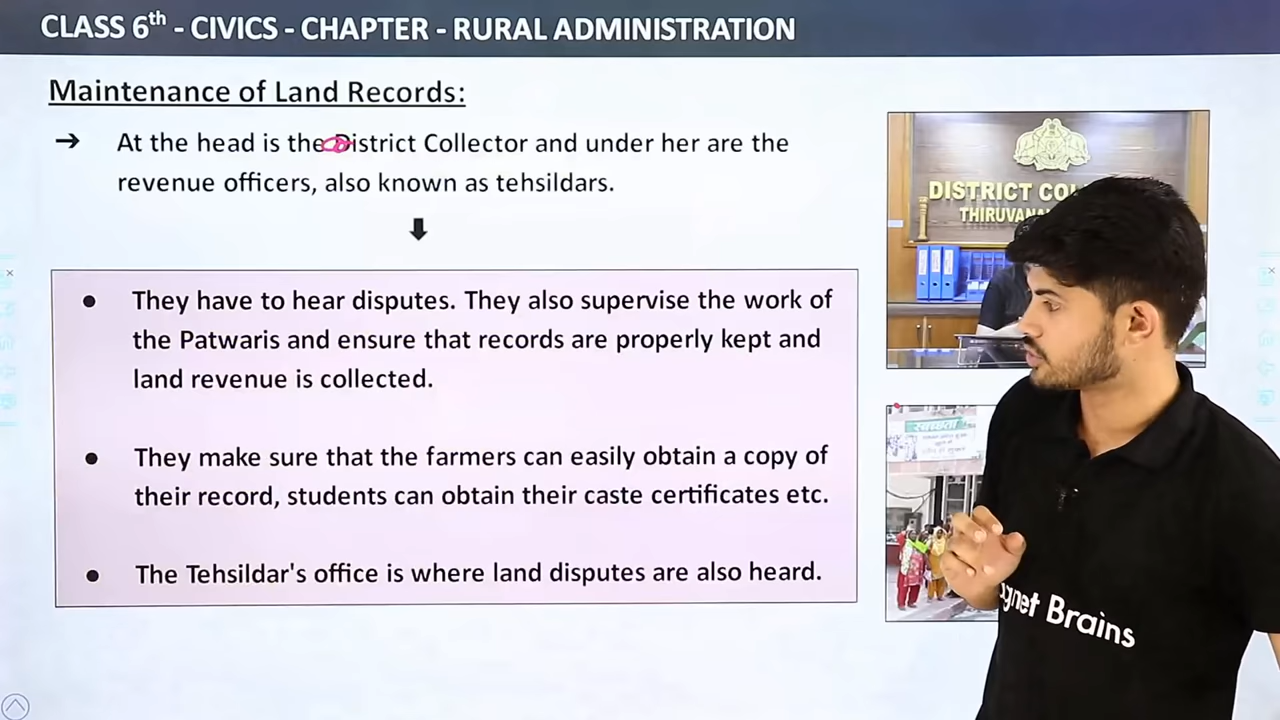 CLASS 6th - CIVICS - CHAPTER - RURAL ADMINISTRATION
Maintenance of Land Records:
➔ At the head is the District Collector and under her are the
revenue officers, also known as tehsildars.
DISTRICT
THIRUVANA
• They have to hear disputes. They also supervise the work of
the Patwaris and ensure that records are properly kept and
land revenue is collected.
• They make sure that the farmers can easily obtain a copy of
their record, students can obtain their caste certificates etc.
• The Tehsildar's office is where land disputes are also heard.
gnet Brains